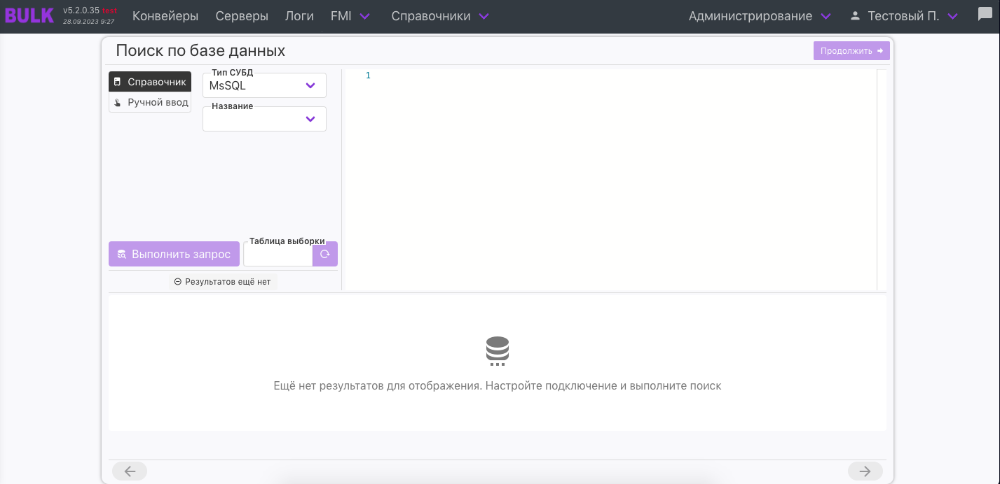 BULK v5.2.0.35 test Конвейеры Серверы Логи FMI Справочники Администрирование Тестовый П.
28.09.2023 9:27
Поиск по базе данных Продолжить
Справочник
Ручной ввод
Тип СУБД
MsSQL
Название
1
Выполнить запрос
Таблица выборки
Результатов ещё нет
Ещё нет результатов для отображения. Настройте подключение и выполните поиск